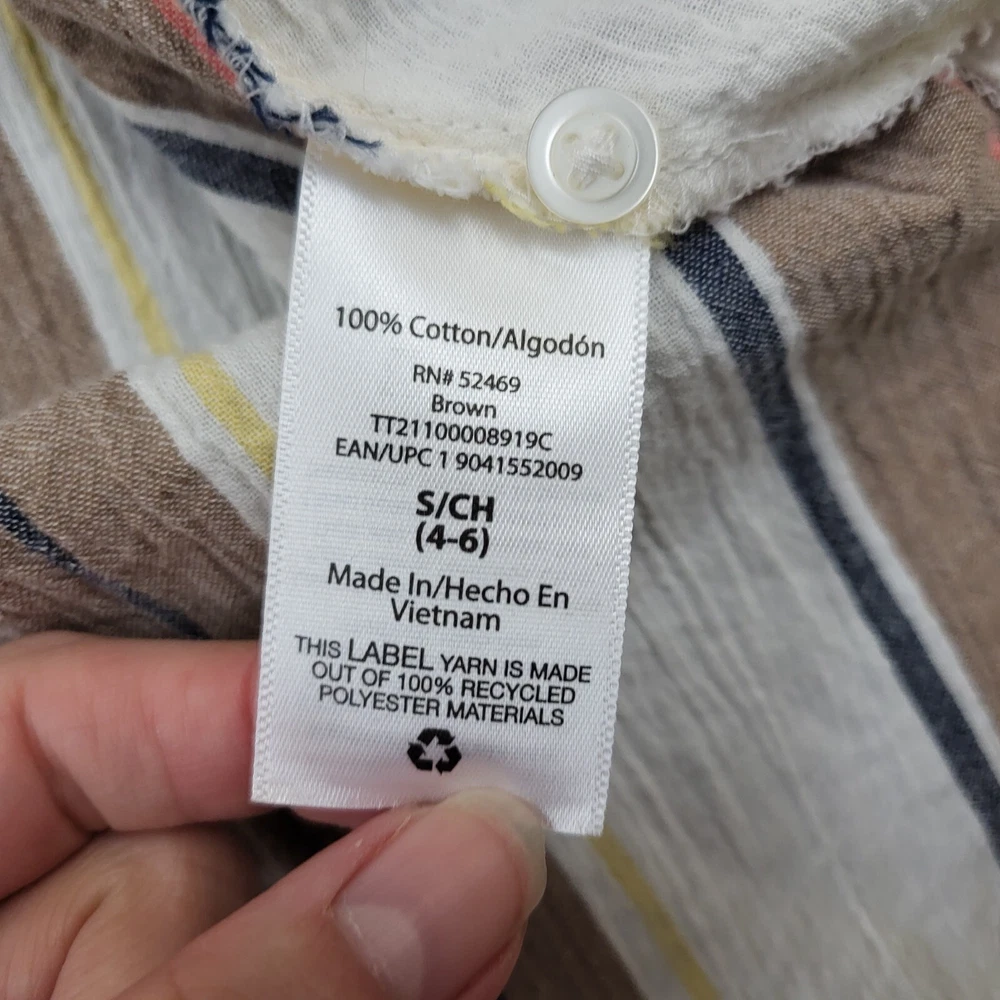 100% Cotton/Algodón
RN# 52469
Brown
TT21100008919C
EAN/UPC 1 9041552009
S/CH
(4-6)
Made In/Hecho En
Vietnam
THIS LABEL YARN IS MADE
OUT OF 100% RECYCLED
POLYESTER MATERIALS